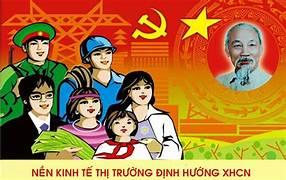 NỀN KINH TẾ THỊ TRƯỜNG ĐỊNH HƯỚNG XHCN